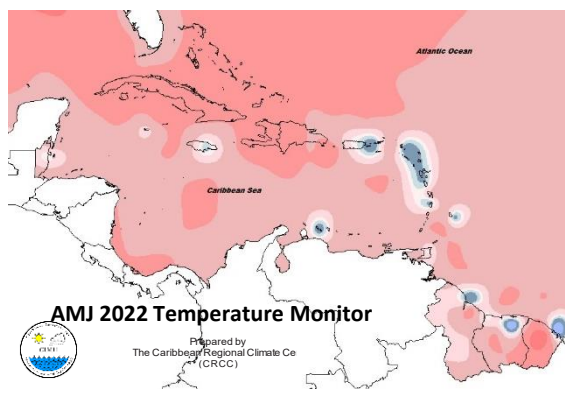 Atlantic Ocean
Caribbean Sea
AMJ 2022 Temperature Monitor
Prepared by
The Caribbean Regional Climate Ce
(CRCC)